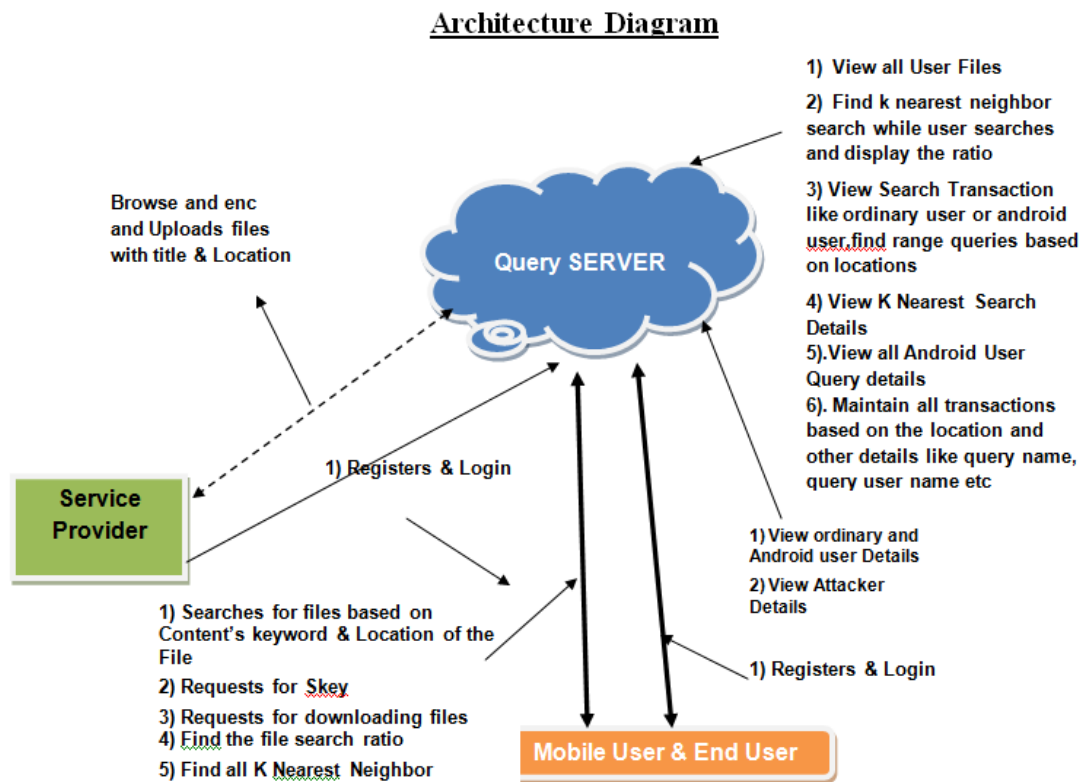 Architecture Diagram
1) View all User Files
2) Find k nearest neighbor
search while user searches
and display the ratio
3) View Search Transaction
like ordinary user or android
user,find range queries based
on locations
4) View K Nearest Search
Details
5).View all Android User
Query details
6). Maintain all transactions
based on the location and
other details like query name,
query user name etc
Browse and enc
and Uploads files
with title & Location
Query SERVER
1) Registers & Login
Service
Provider
1) View ordinary and
Android user Details
2) View Attacker
Details
1) Searches for files based on
Content's keyword & Location of the
File
2) Requests for Skey
3) Requests for downloading files
4) Find the file search ratio
5) Find all K Nearest Neighbor
1) Registers & Login
Mobile User & End User